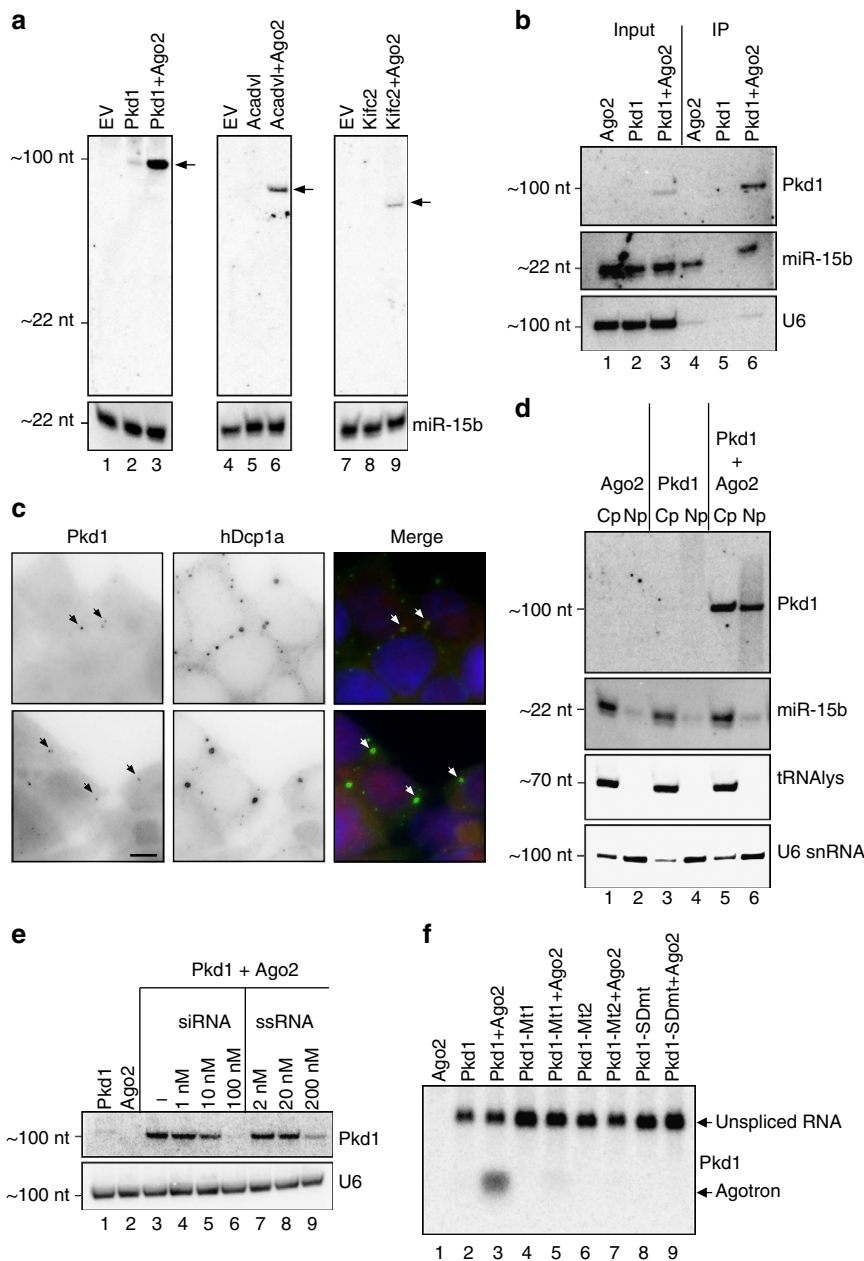 a
EV
Pkd1
Pkd1+Ago2
EV
Acadvl
Acadvl+Ago2
EV
Kifc2
Kifc2+Ago2
~100 nt
~22 nt
~22 nt
miR-15b
1 2 3 4 5 6 7 8 9
b
Input IP
Ago2
Pkd1
Pkd1+Ago2
Ago2
Pkd1
Pkd1+Ago2
~100 nt Pkd1
~22 nt miR-15b
~100 nt U6
1 2 3 4 5 6
c
Pkd1 hDcp1a Merge
d
Ago2 Pkd1 Pkd1 + Ago2
Cp Np Cp Np Cp Np
~100 nt Pkd1
~22 nt miR-15b
~70 nt tRNAlys
~100 nt U6 snRNA
1 2 3 4 5 6
e
Pkd1 + Ago2
siRNA ssRNA
Pkd1
Ago2
–
1 nM
10 nM
100 nM
2 nM
20 nM
200 nM
~100 nt Pkd1
~100 nt U6
1 2 3 4 5 6 7 8 9
f
Ago2
Pkd1
Pkd1+Ago2
Pkd1-Mt1
Pkd1-Mt1+Ago2
Pkd1-Mt2
Pkd1-Mt2+Ago2
Pkd1-SDmt
Pkd1-SDmt+Ago2
Unspliced RNA
Pkd1
Agotron
1 2 3 4 5 6 7 8 9